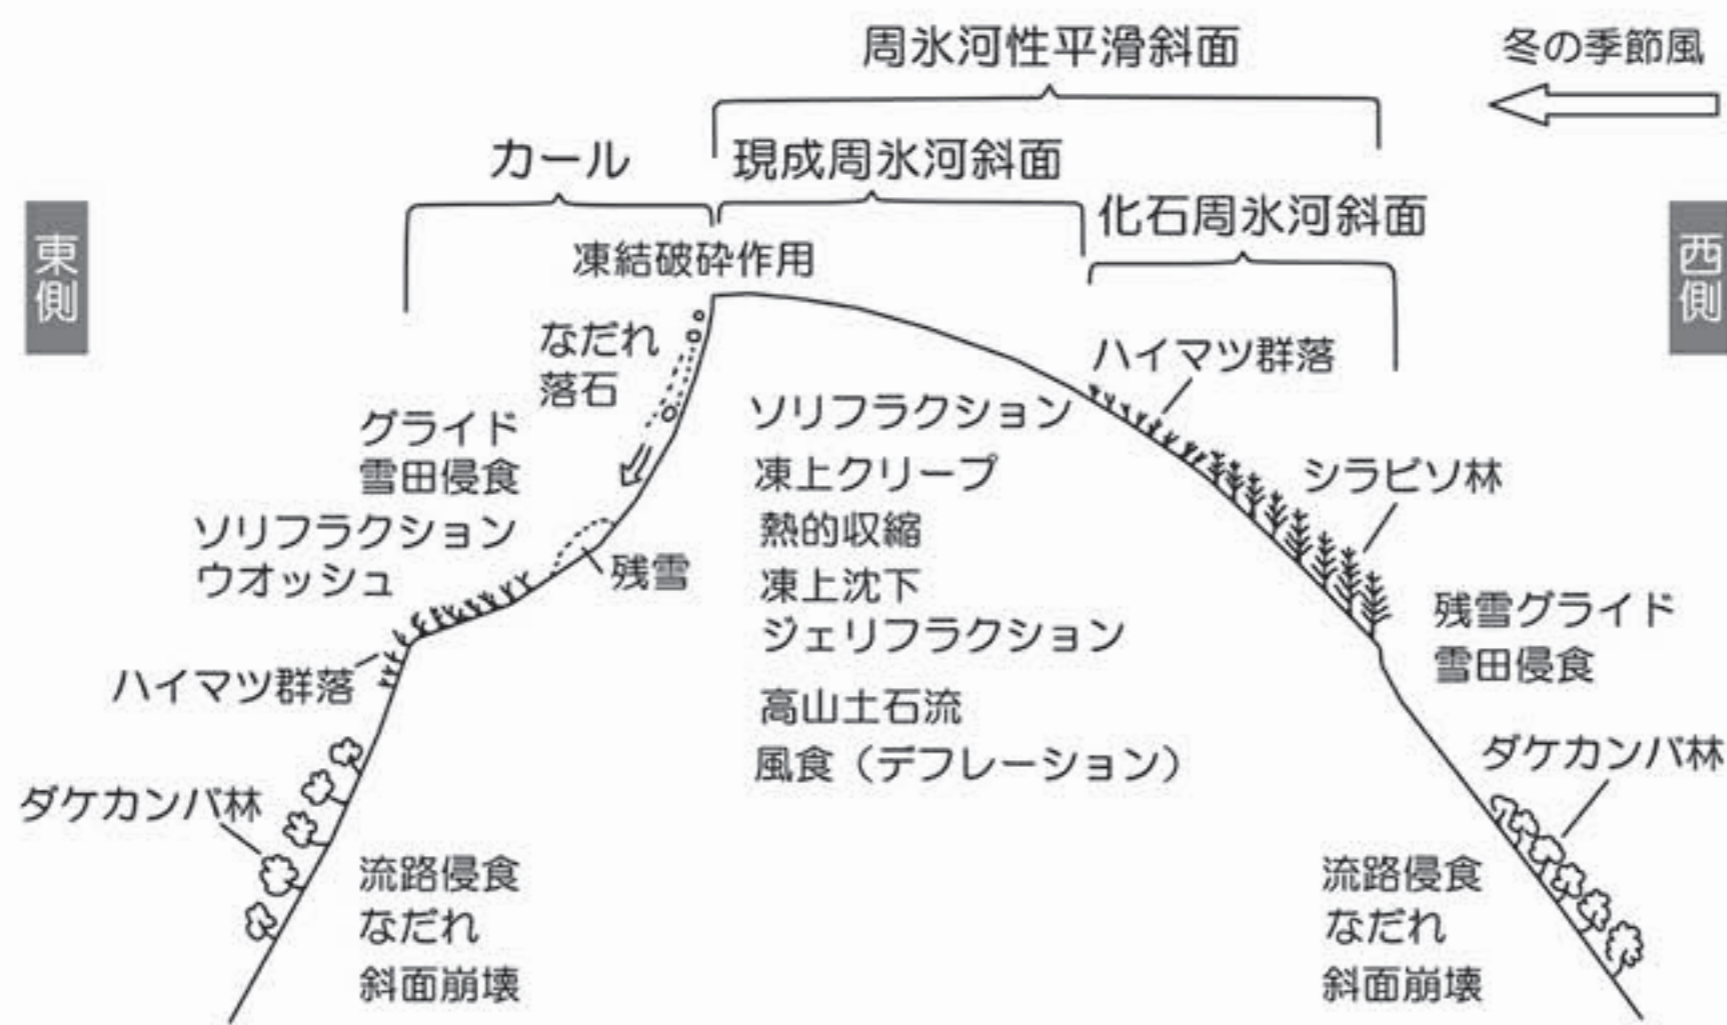 周氷河性平滑斜面
冬の季節風
カール
現成周氷河斜面
化石周氷河斜面
東側
西側
凍結破砕作用
なだれ
落石
グライド
雪田侵食
ソリフラクション
ウオッシュ
残雪
ハイマツ群落
ダケカンバ林
流路侵食
なだれ
斜面崩壊
ソリフラクション
凍上クリープ
熱的収縮
凍上沈下
ジェリフラクション
高山土石流
風食（デフレーション）
ハイマツ群落
シラビソ林
残雪グライド
雪田侵食
ダケカンバ林
流路侵食
なだれ
斜面崩壊